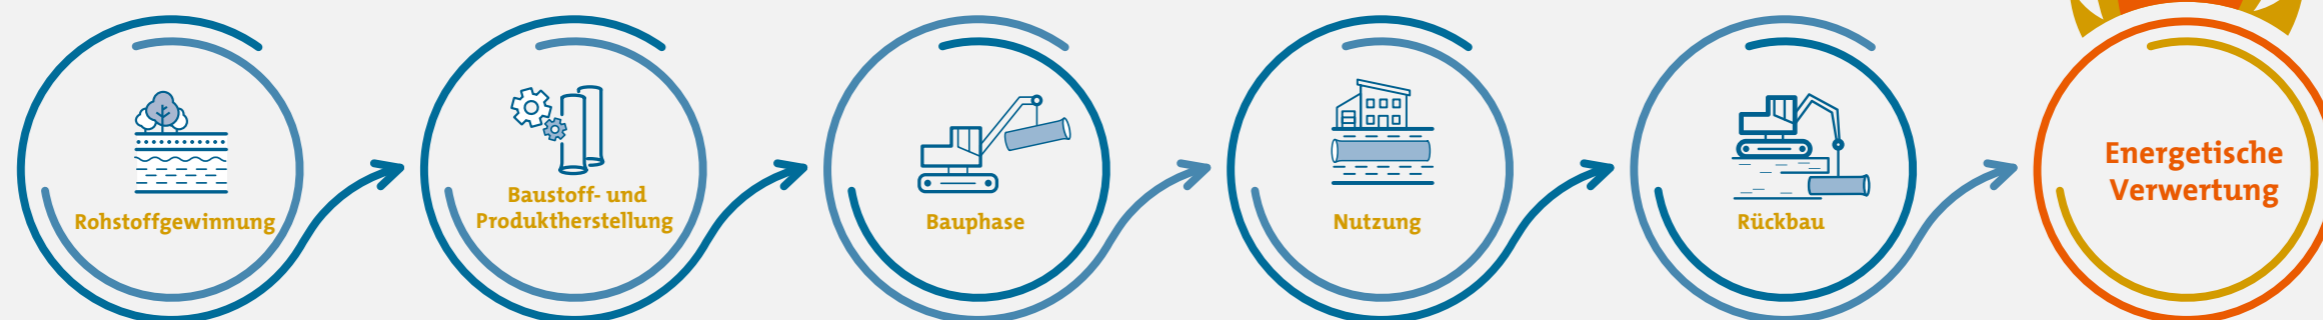 Rohstoffgewinnung
Baustoff- und
Produktherstellung
Bauphase
Nutzung
Rückbau
Energetische
Verwertung